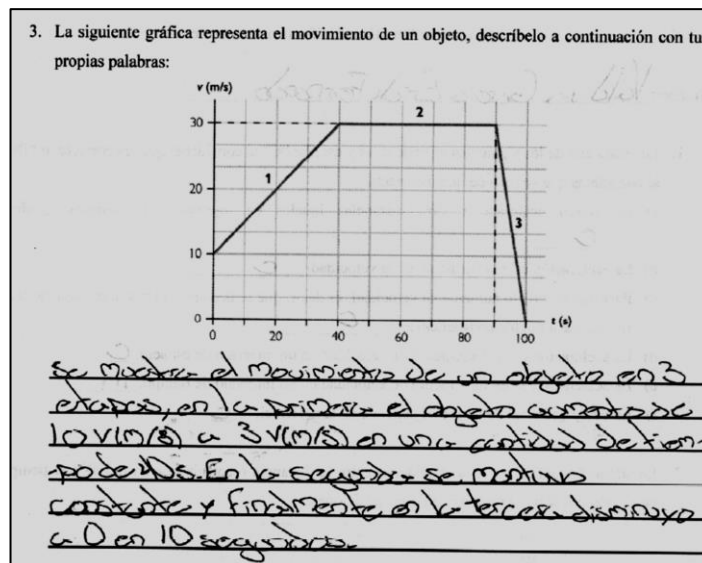 3. La siguiente gráfica representa el movimiento de un objeto, descríbelo a continuación con tu
propias palabras:
v (m/s)
30
20
10
0
1
2
3
0 20 40 60 80 100
t (s)
se muestra el movimiento de un objeto en 3
etapas, en la primera el objeto aumenta de
10 v(m/s) a 3 v(m/s) en una cantidad de tiem-
po de 40s. En la segunda se mantuvo
constante y finalmente en la tercera disminuyo
a 0 en 10 segundos.